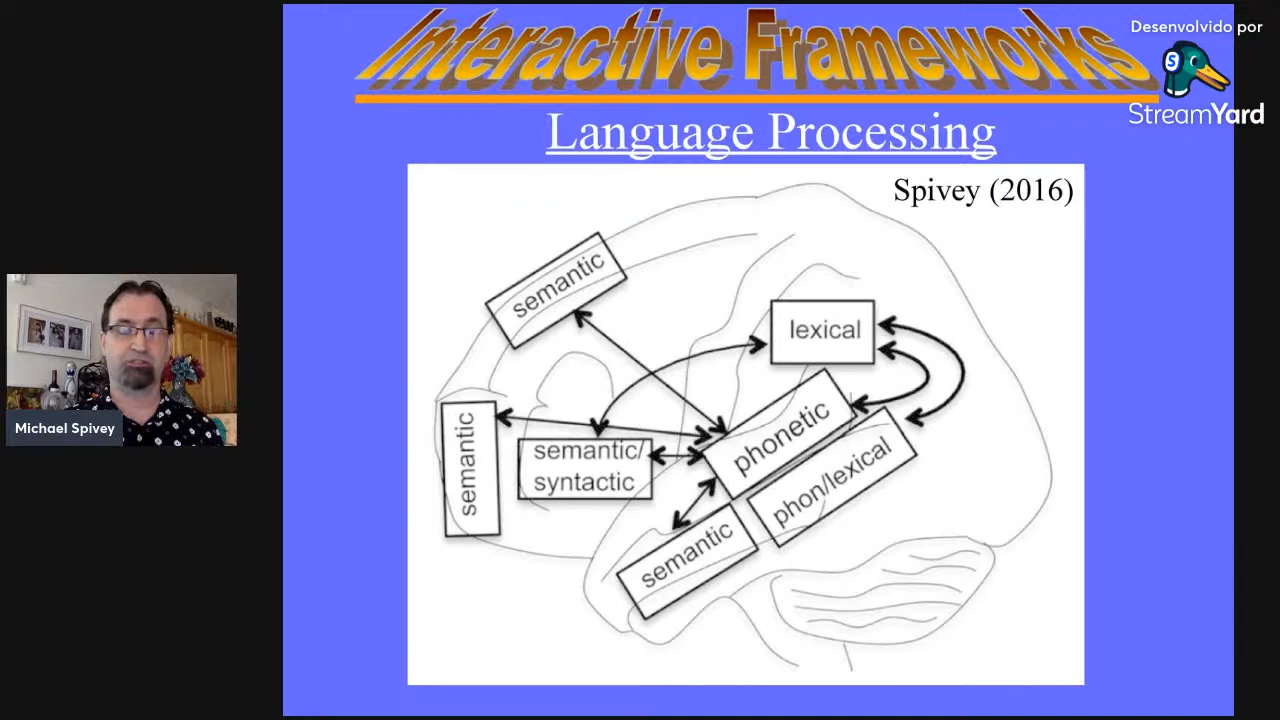 Interactive Frameworks
Desenvolvido por
StreamYard
Language Processing
Spivey (2016)
semantic
lexical
phonetic
semantic
semantic/
syntactic
phon/lexical
semantic
Michael Spivey